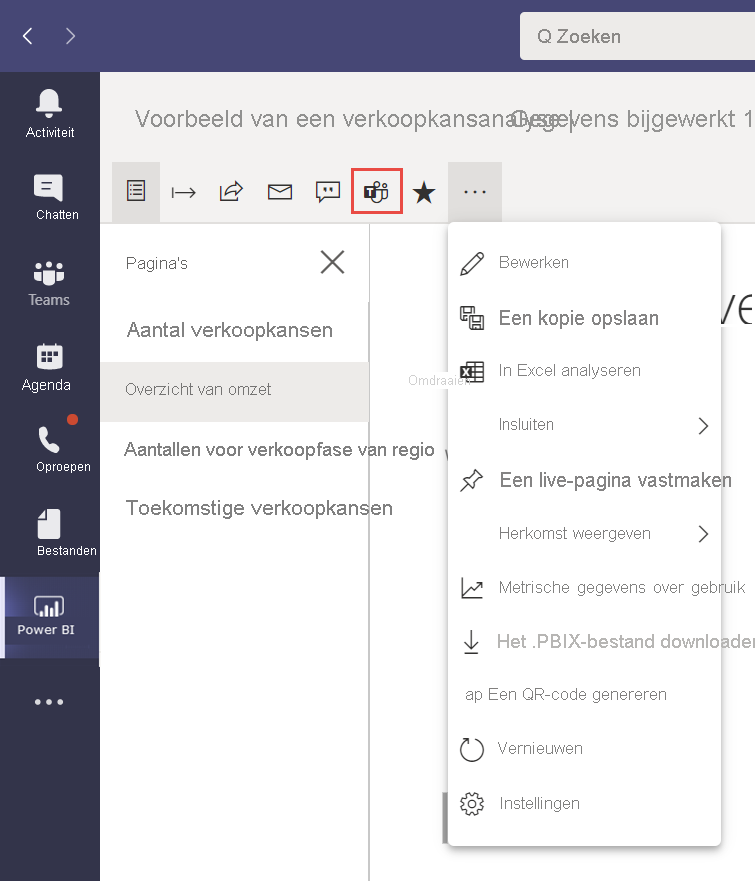 Q Zoeken
Activiteit
Chatten
Teams
Agenda
Oproepen
Bestanden
Power BI
Voorbeeld van een verkoopkansanalyse |
Gegevens bijgewerkt 1
Pagina's
Aantal verkoopkansen
Overzicht van omzet
Aantallen voor verkoopfase van regio
Toekomstige verkoopkansen
Omdraaien
Bewerken
Een kopie opslaan
In Excel analyseren
Insluiten
Een live-pagina vastmaken
Herkomst weergeven
Metrische gegevens over gebruik
Het .PBIX-bestand downloaden
ap Een QR-code genereren
Vernieuwen
Instellingen